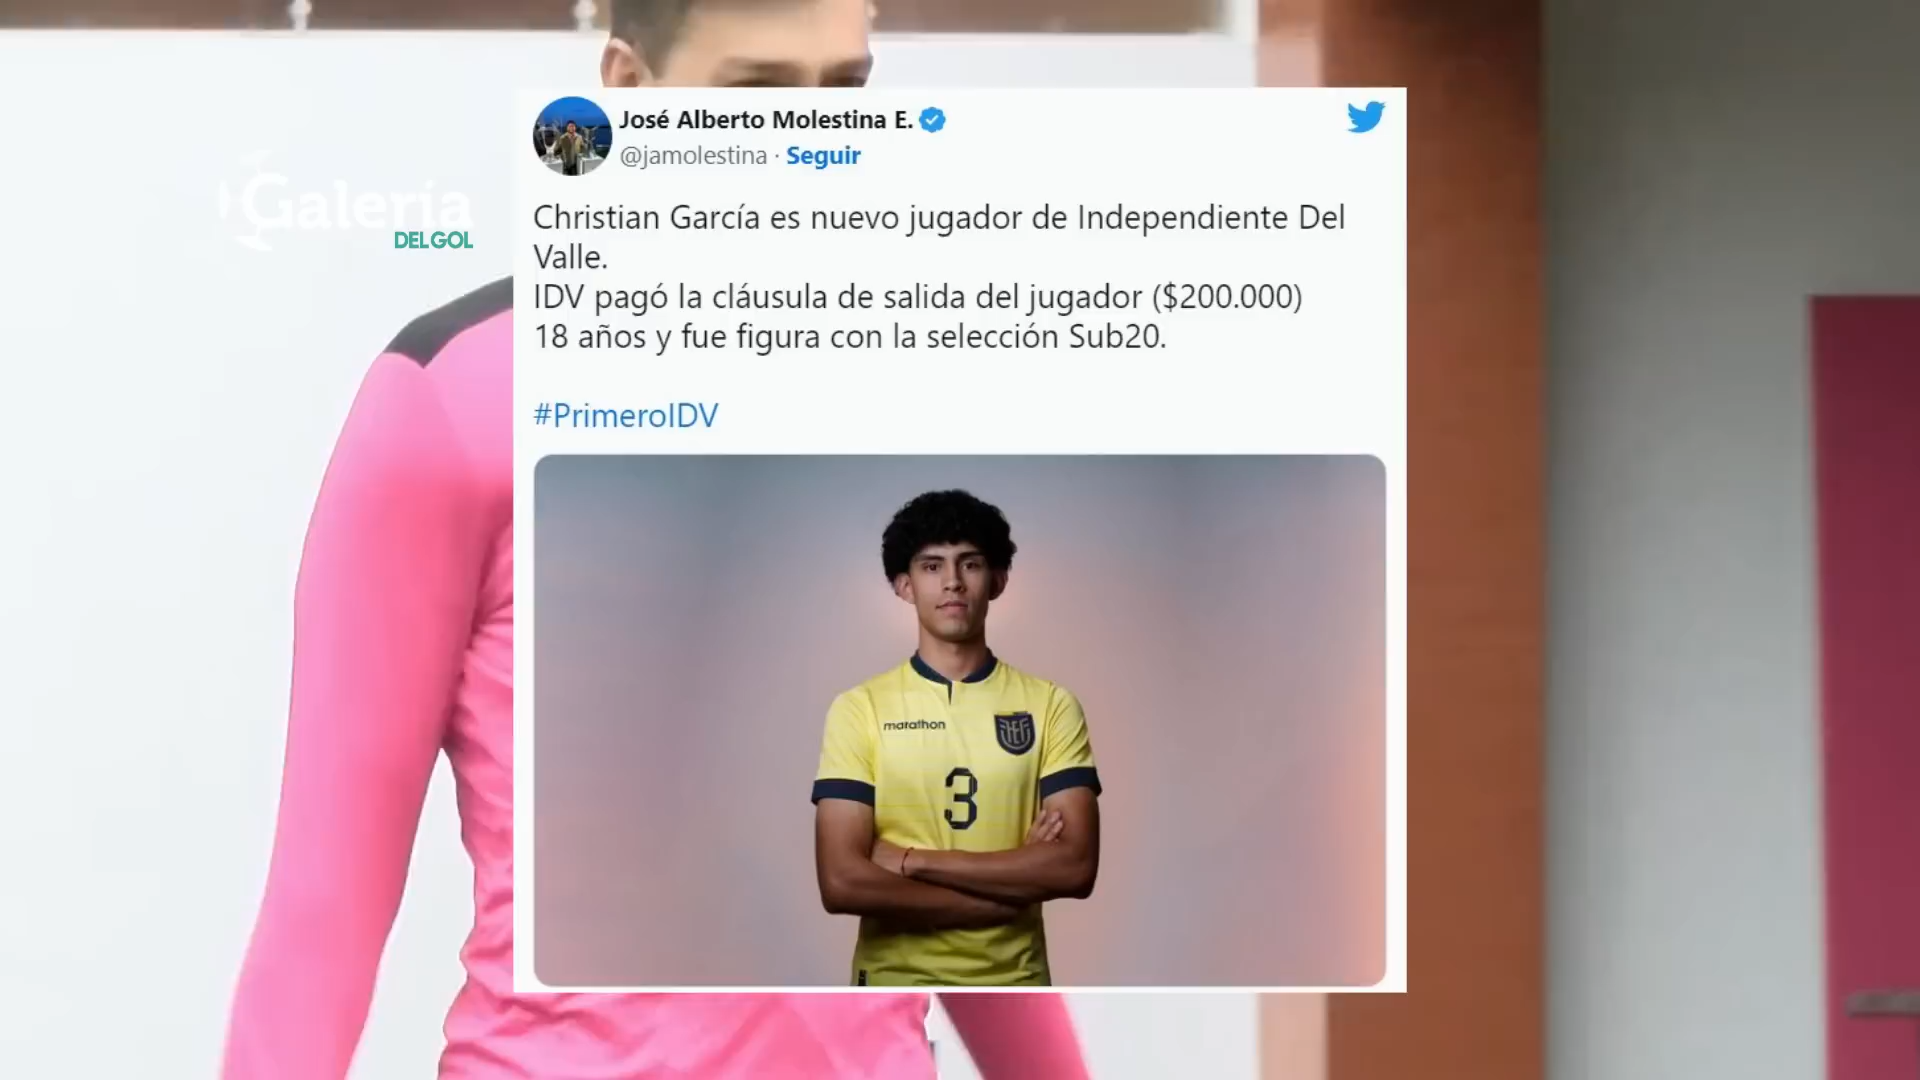 Galería
DEL GOL
José Alberto Molestina E.
@jamolestina · Seguir
Christian García es nuevo jugador de Independiente Del
Valle.
IDV pagó la cláusula de salida del jugador ($200.000)
18 años y fue figura con la selección Sub20.
#PrimeroIDV
marathon
FEF
3